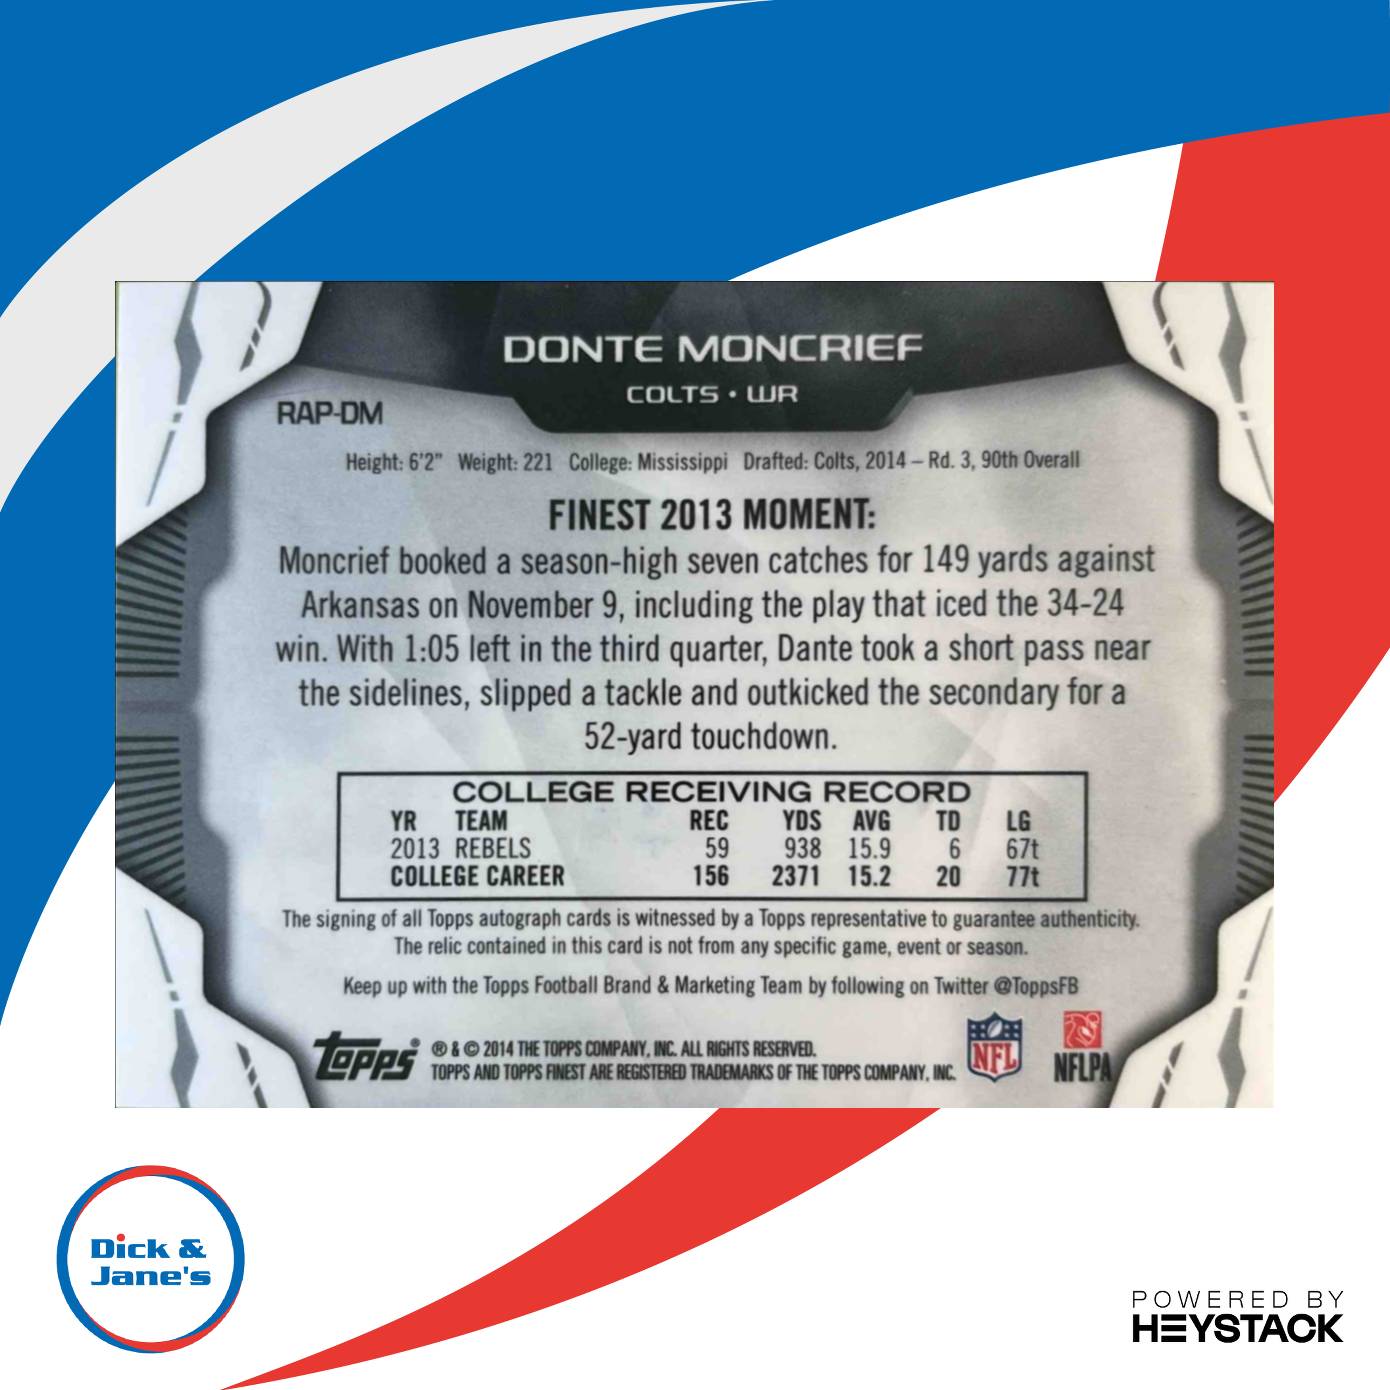 DONTE MONCRIEF
COLTS • WR
RAP-DM
Height: 6'2" Weight: 221 College: Mississippi Drafted: Colts, 2014 – Rd. 3, 90th Overall
FINEST 2013 MOMENT:
Moncrief booked a season-high seven catches for 149 yards against
Arkansas on November 9, including the play that iced the 34-24
win. With 1:05 left in the third quarter, Dante took a short pass near
the sidelines, slipped a tackle and outkicked the secondary for a
52-yard touchdown.
COLLEGE RECEIVING RECORD
YR TEAM REC YDS AVG TD LG
2013 REBELS 59 938 15.9 6 67t
COLLEGE CAREER 156 2371 15.2 20 77t
The signing of all Topps autograph cards is witnessed by a Topps representative to guarantee authenticity.
The relic contained in this card is not from any specific game, event or season.
Keep up with the Topps Football Brand & Marketing Team by following on Twitter @ToppsFB
topps® ® & © 2014 THE TOPPS COMPANY, INC. ALL RIGHTS RESERVED.
TOPPS AND TOPPS FINEST ARE REGISTERED TRADEMARKS OF THE TOPPS COMPANY, INC.
NFL
NFLPA
Dick &
Jane's
POWERED BY
HEYSTACK